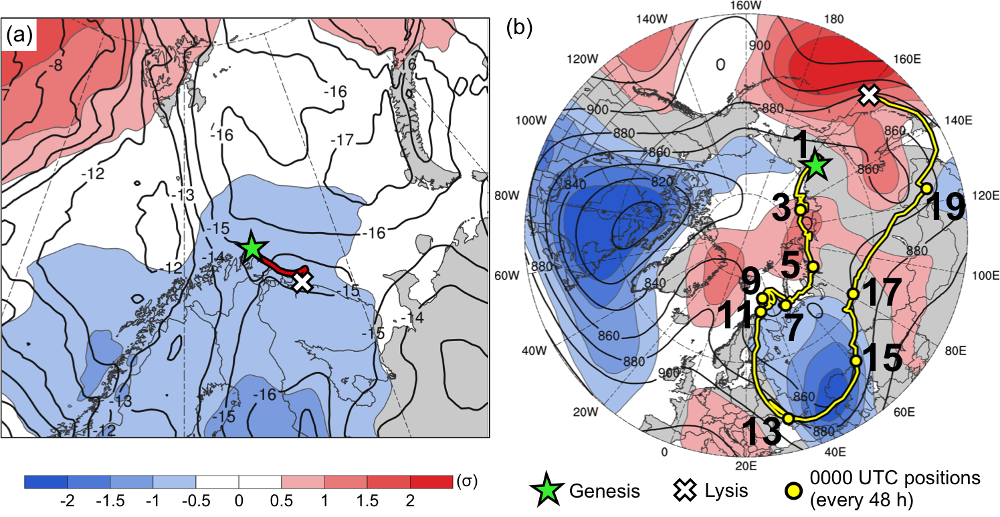 (a)
-8
7
16
-16
-16
-17
-12
-13
-15
-16
-14
-12
-15
-14
-15
-13
-16
-15
-12
(σ)
-2 -1.5 -1 -0.5 0 0.5 1 1.5 2
(b)
160W
140W 180
120W 160E
100W 140E
80W 120E
60W 100E
40W 80E
20W 60E
0 20E 40E
900
900
880
880
860
860
860
840
820
880
880
840
860
880
900
860
880
1
3
5
7
9
11
13
15
17
19
Genesis
Lysis
0000 UTC positions
(every 48 h)